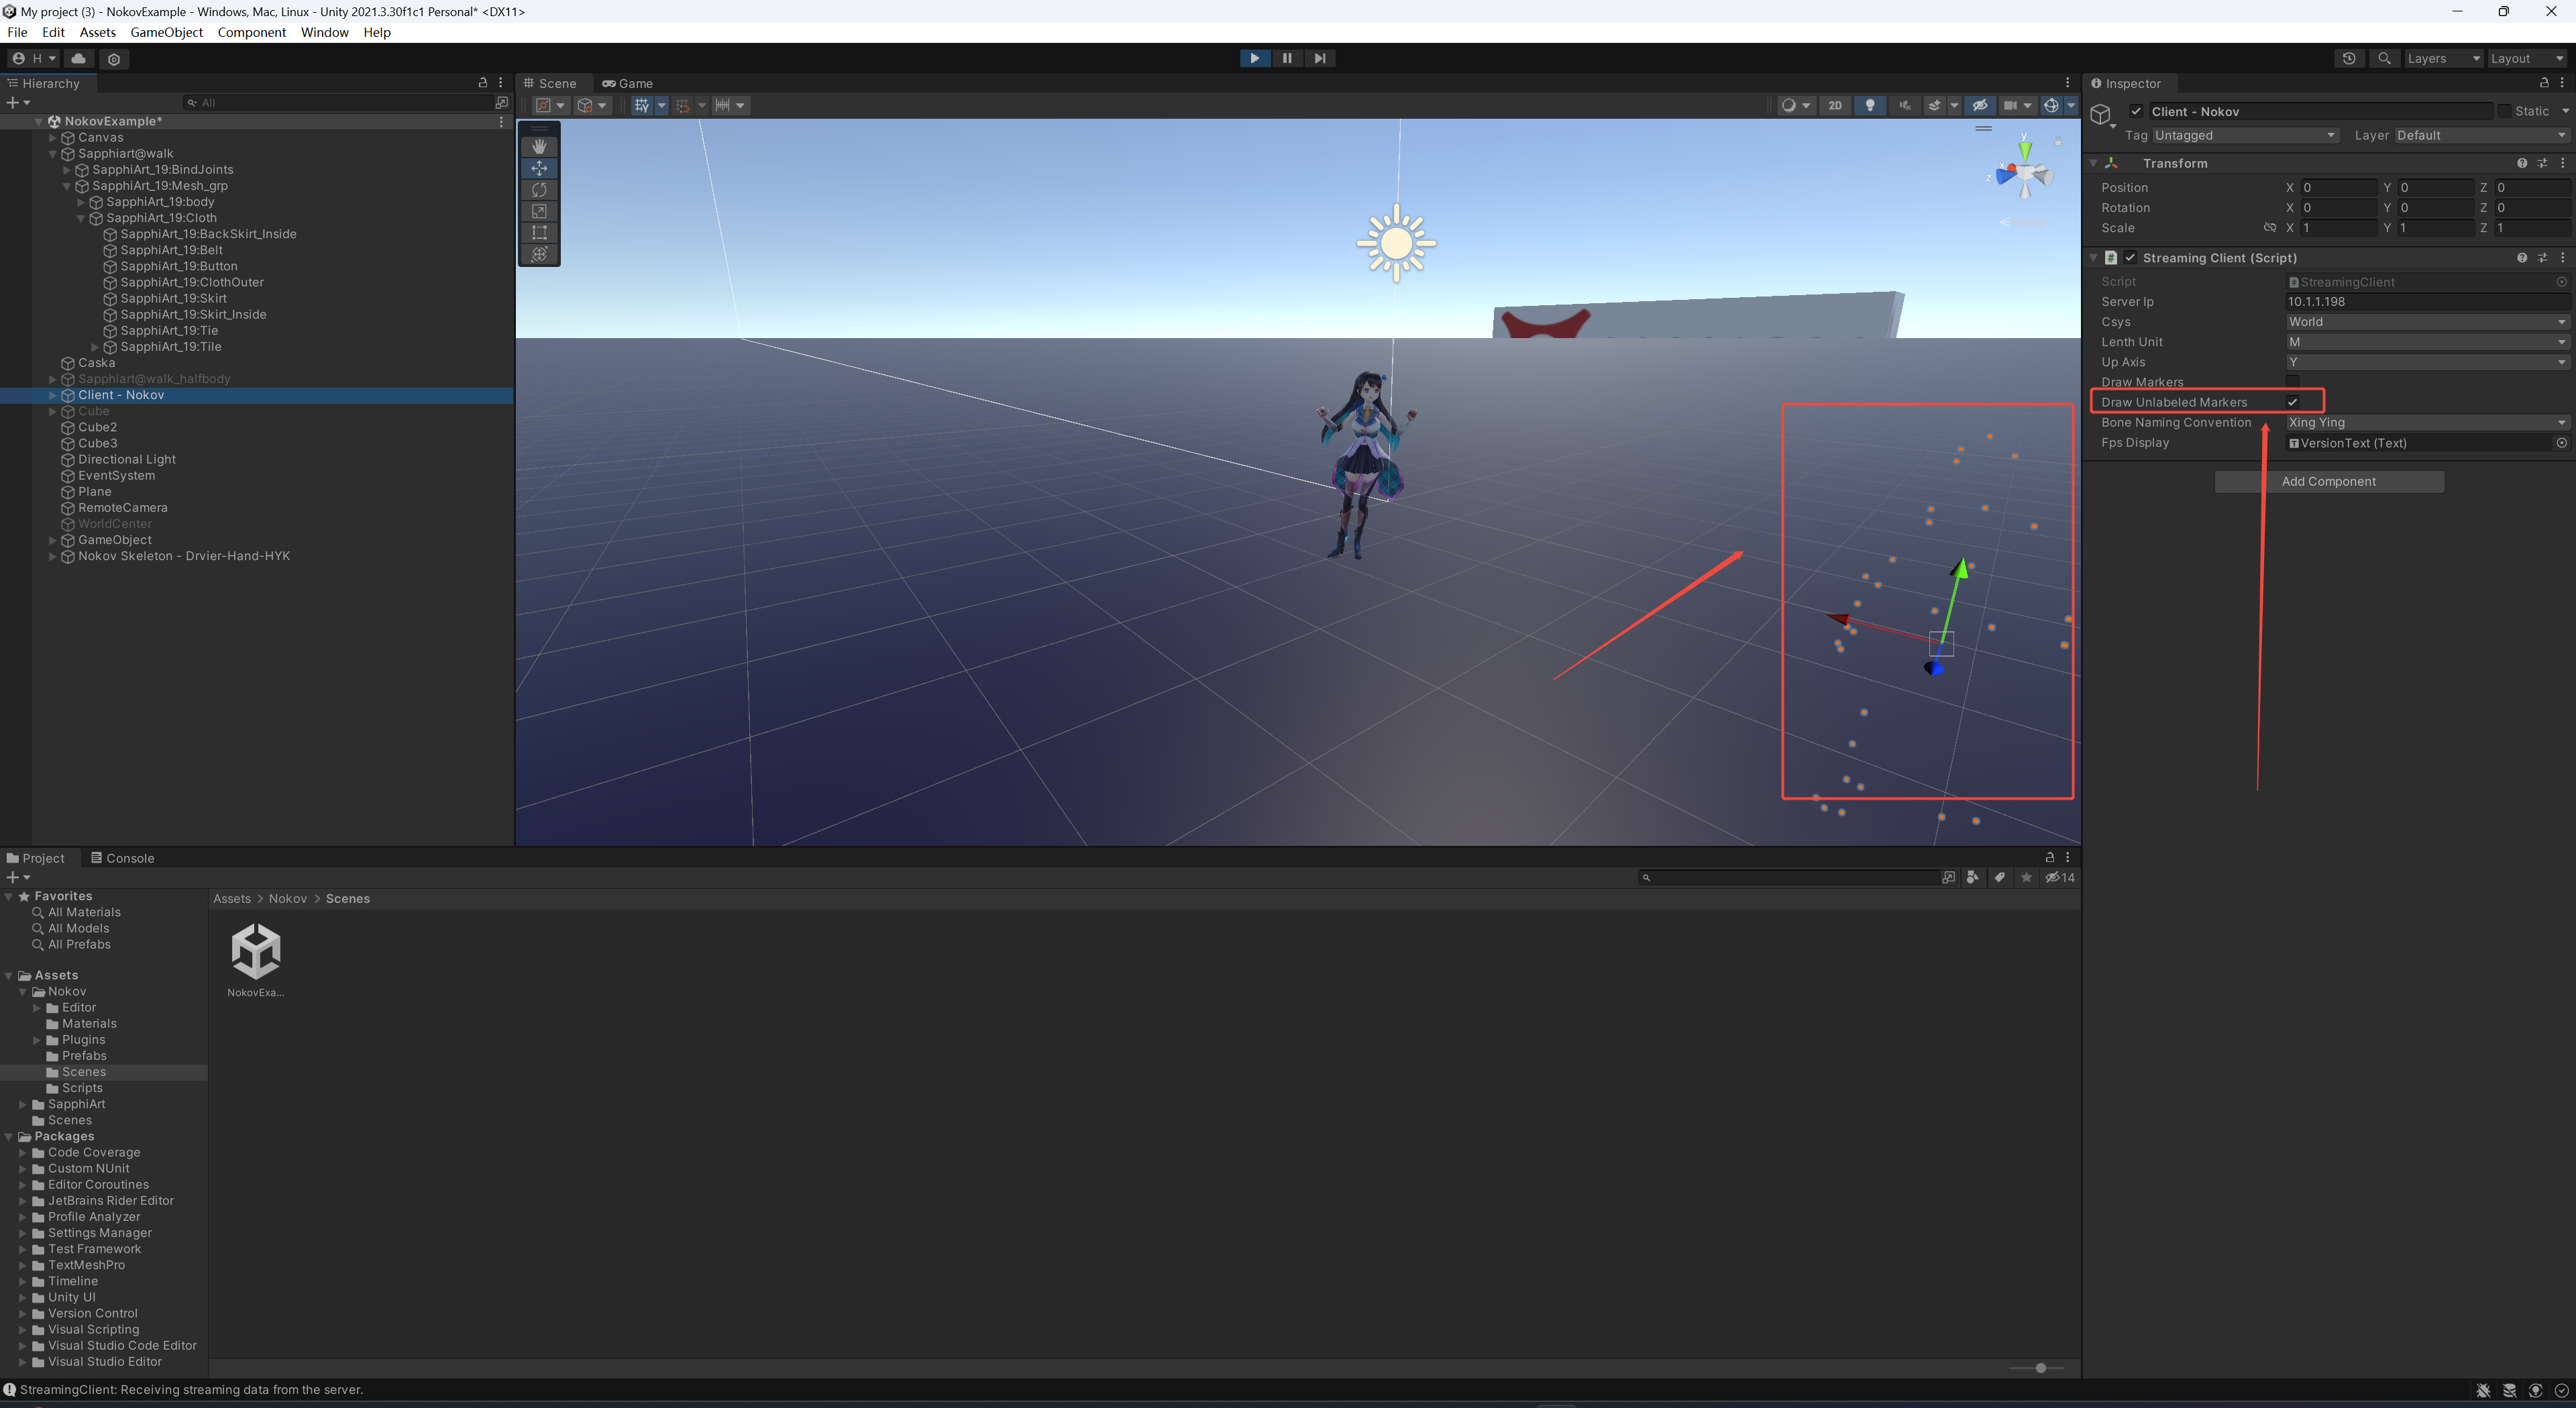 My project (3) - NokovExample - Windows, Mac, Linux - Unity 2021.3.30f1c1 Personal* <DX11>
File Edit Assets GameObject Component Window Help
H
Layers
Layout
Hierarchy
All
NokovExample*
Canvas
Sapphiart@walk
SapphiArt_19:BindJoints
SapphiArt_19:Mesh_grp
SapphiArt_19:body
SapphiArt_19:Cloth
SapphiArt_19:BackSkirt_Inside
SapphiArt_19:Belt
SapphiArt_19:Button
SapphiArt_19:ClothOuter
SapphiArt_19:Skirt
SapphiArt_19:Skirt_Inside
SapphiArt_19:Tie
SapphiArt_19:Tile
Caska
Sapphiart@walk_halfbody
Client - Nokov
Cube
Cube2
Cube3
Directional Light
EventSystem
Plane
RemoteCamera
WorldCenter
GameObject
Nokov Skeleton - Drvier-Hand-HYK
Scene
Game
2D
y
x
z
Inspector
Client - Nokov
Static
Tag Untagged
Layer Default
Transform
Position X 0 Y 0 Z 0
Rotation X 0 Y 0 Z 0
Scale X 1 Y 1 Z 1
Streaming Client (Script)
Script StreamingClient
Server Ip 10.1.1.198
Csys World
Lenth Unit M
Up Axis Y
Draw Markers
Draw Unlabeled Markers
Bone Naming Convention Xing Ying
Fps Display VersionText (Text)
Add Component
Project
Console
14
Favorites
All Materials
All Models
All Prefabs
Assets
Nokov
Editor
Materials
Plugins
Prefabs
Scenes
Scripts
SapphiArt
Scenes
Packages
Code Coverage
Custom NUnit
Editor Coroutines
JetBrains Rider Editor
Profile Analyzer
Settings Manager
Test Framework
TextMeshPro
Timeline
Unity UI
Version Control
Visual Scripting
Visual Studio Code Editor
Visual Studio Editor
Assets > Nokov > Scenes
NokovExa...
StreamingClient: Receiving streaming data from the server.